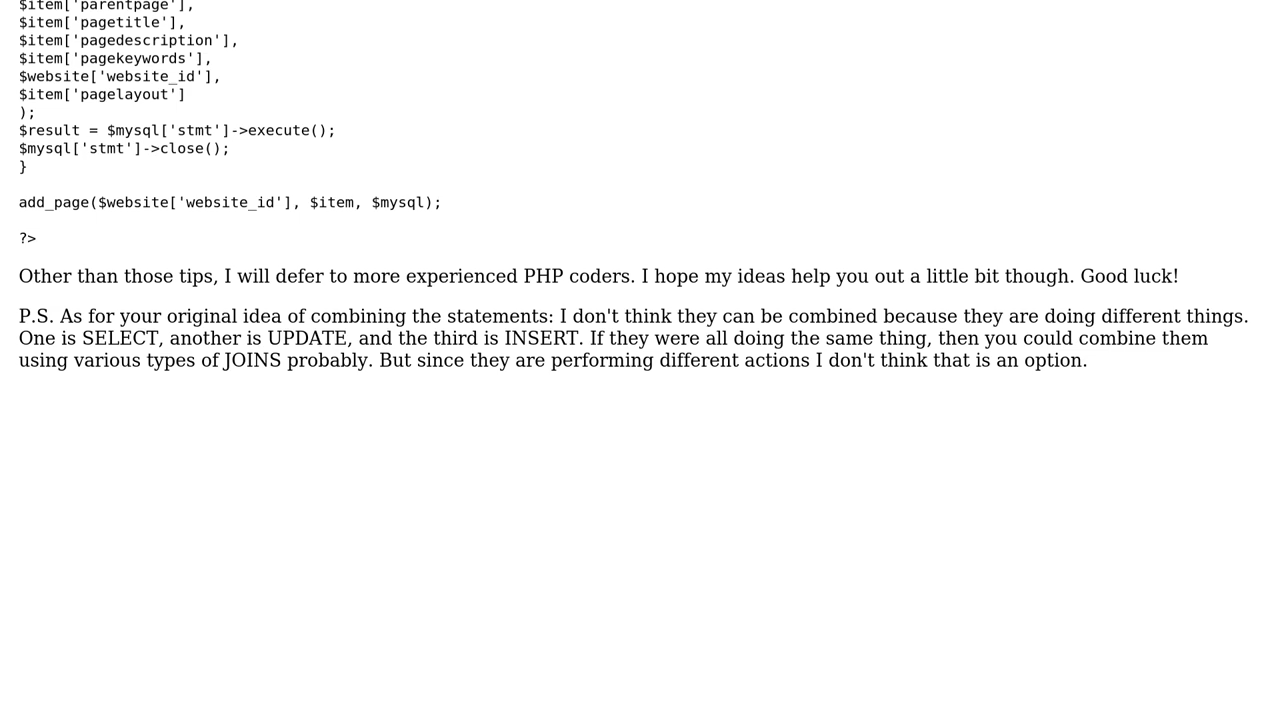 $item['parentpage'],
$item['pagetitle'],
$item['pagedescription'],
$item['pagekeywords'],
$website['website_id'],
$item['pagelayout']
);
$result = $mysql['stmt']->execute();
$mysql['stmt']->close();
}
add_page($website['website_id'], $item, $mysql);
?>
Other than those tips, I will defer to more experienced PHP coders. I hope my ideas help you out a little bit though. Good luck!
P.S. As for your original idea of combining the statements: I don't think they can be combined because they are doing different things.
One is SELECT, another is UPDATE, and the third is INSERT. If they were all doing the same thing, then you could combine them
using various types of JOINS probably. But since they are performing different actions I don't think that is an option.